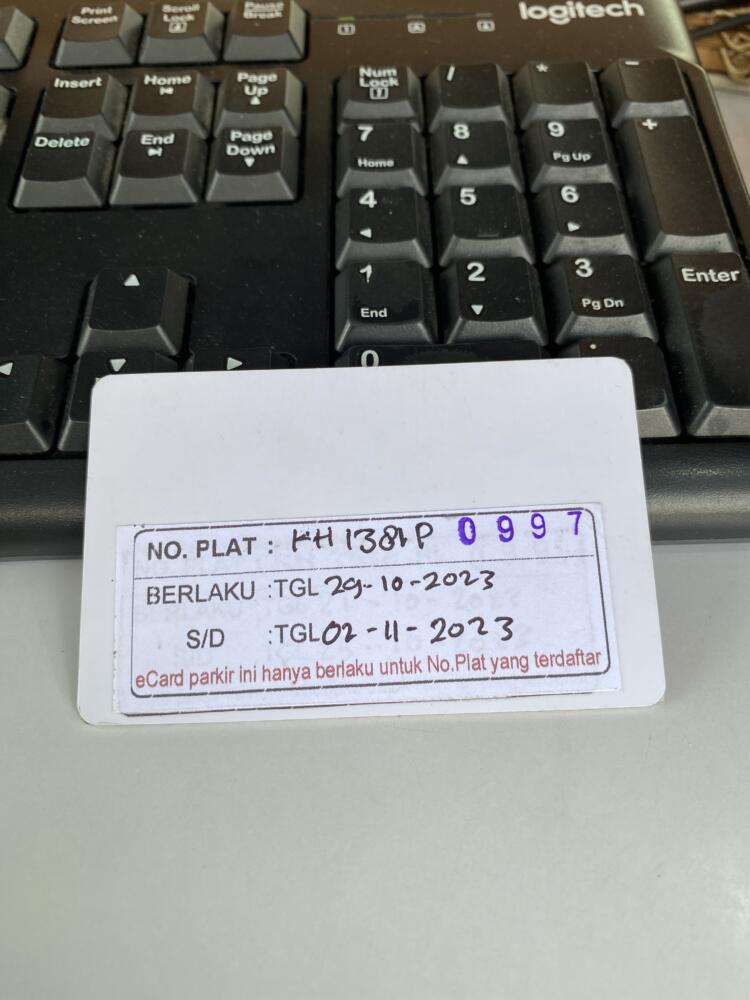 Print Screen
Scroll Lock
Pause Break
logitech
Insert
Home
Page Up
Num Lock
/
*
-
Delete
End
Page Down
7 Home
8
9 Pg Up
+
4
5
6
1 End
2
3 Pg Dn
Enter
0
.
NO. PLAT : 0997
BERLAKU :TGL 29-10-2023
S/D :TGL 02-11-2023
eCard parkir ini hanya berlaku untuk No.Plat yang terdaftar